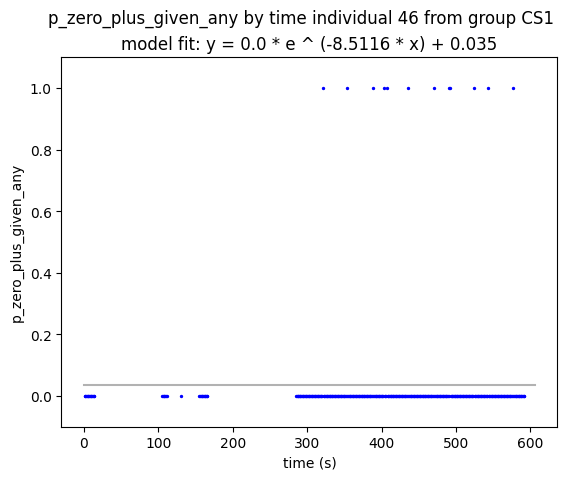 p_zero_plus_given_any by time individual 46 from group CS1
model fit: y = 0.0 * e ^ (-8.5116 * x) + 0.035
1.0
0.8
0.6
0.4
0.2
0.0
p_zero_plus_given_any
0 100 200 300 400 500 600
time (s)